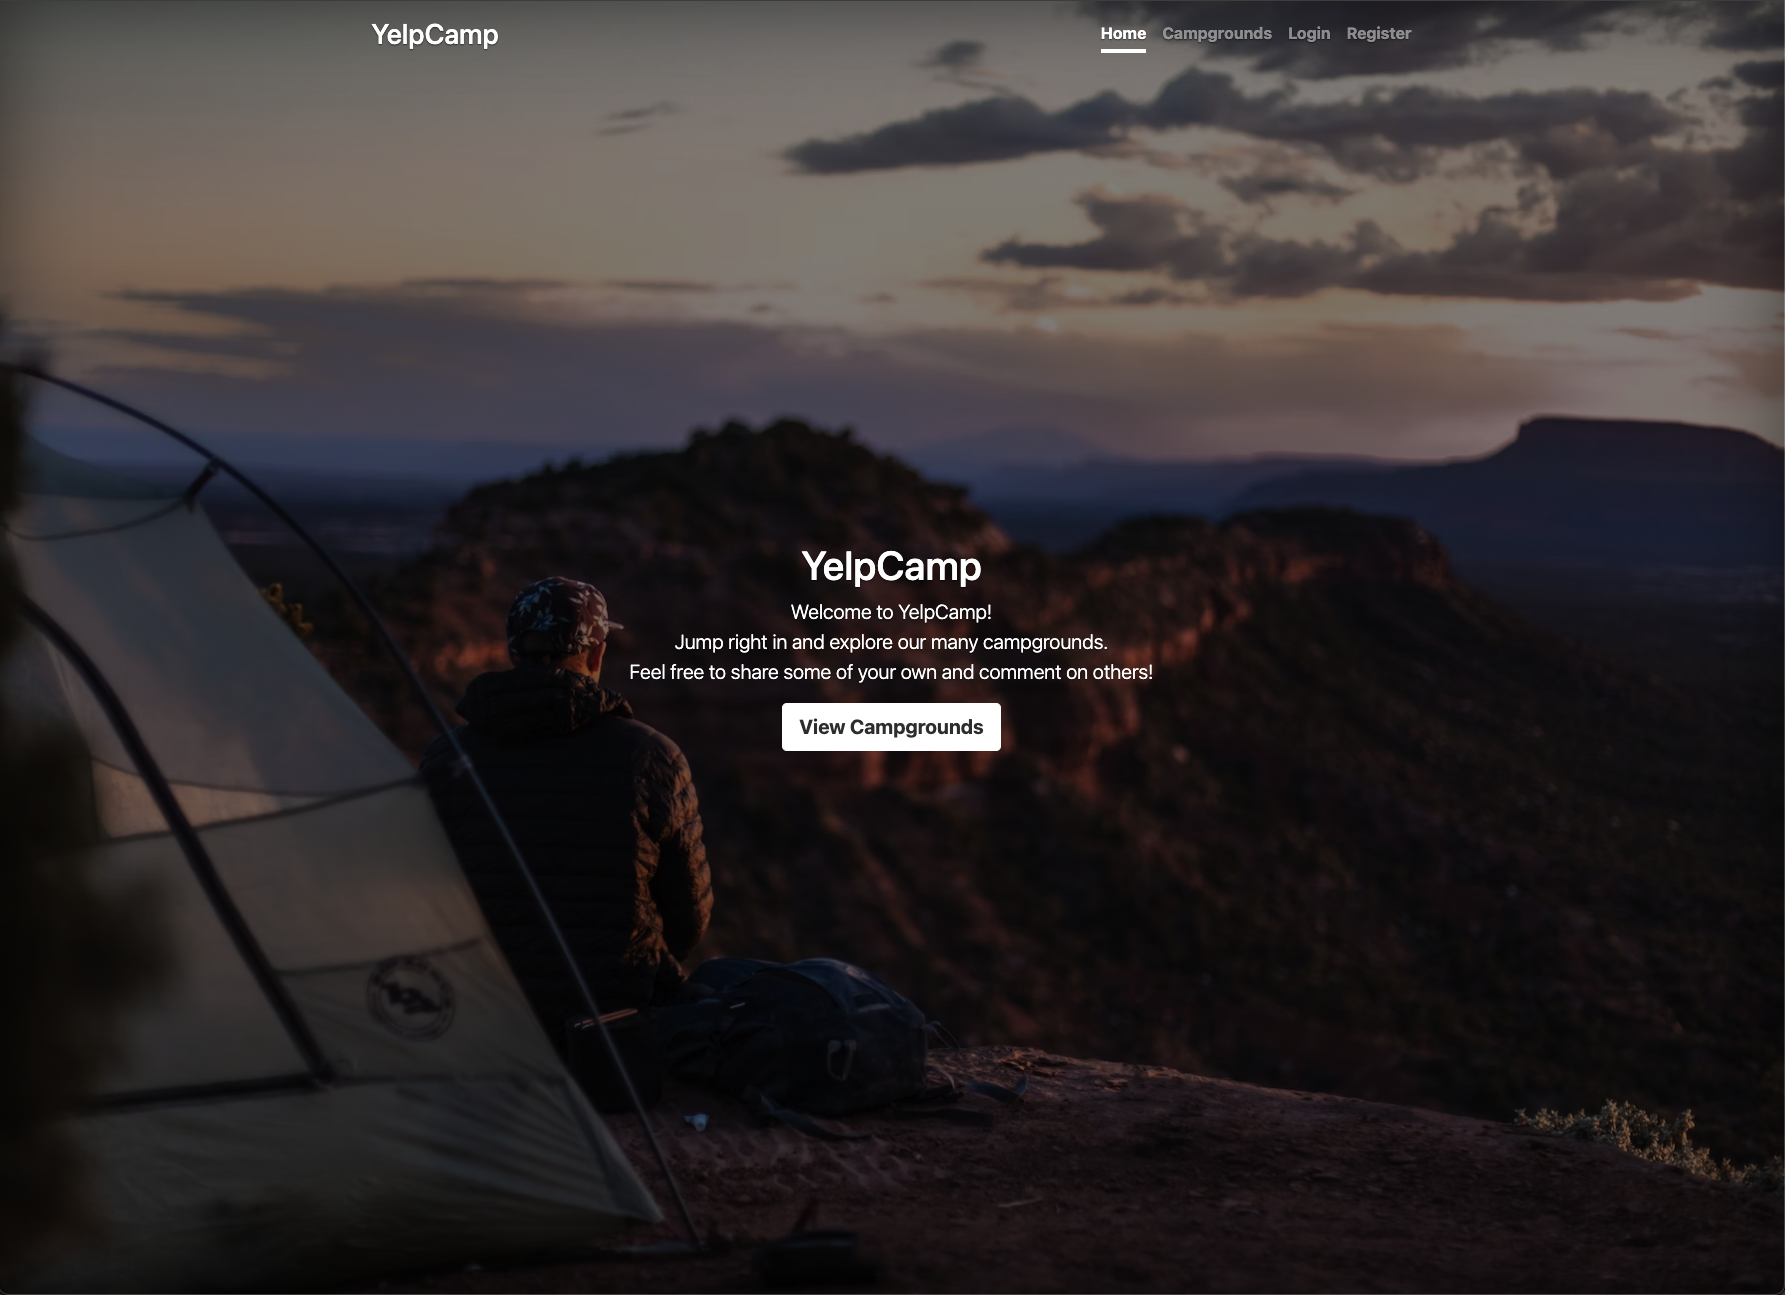 YelpCamp
Home Campgrounds Login Register
YelpCamp
Welcome to YelpCamp!
Jump right in and explore our many campgrounds.
Feel free to share some of your own and comment on others!
View Campgrounds